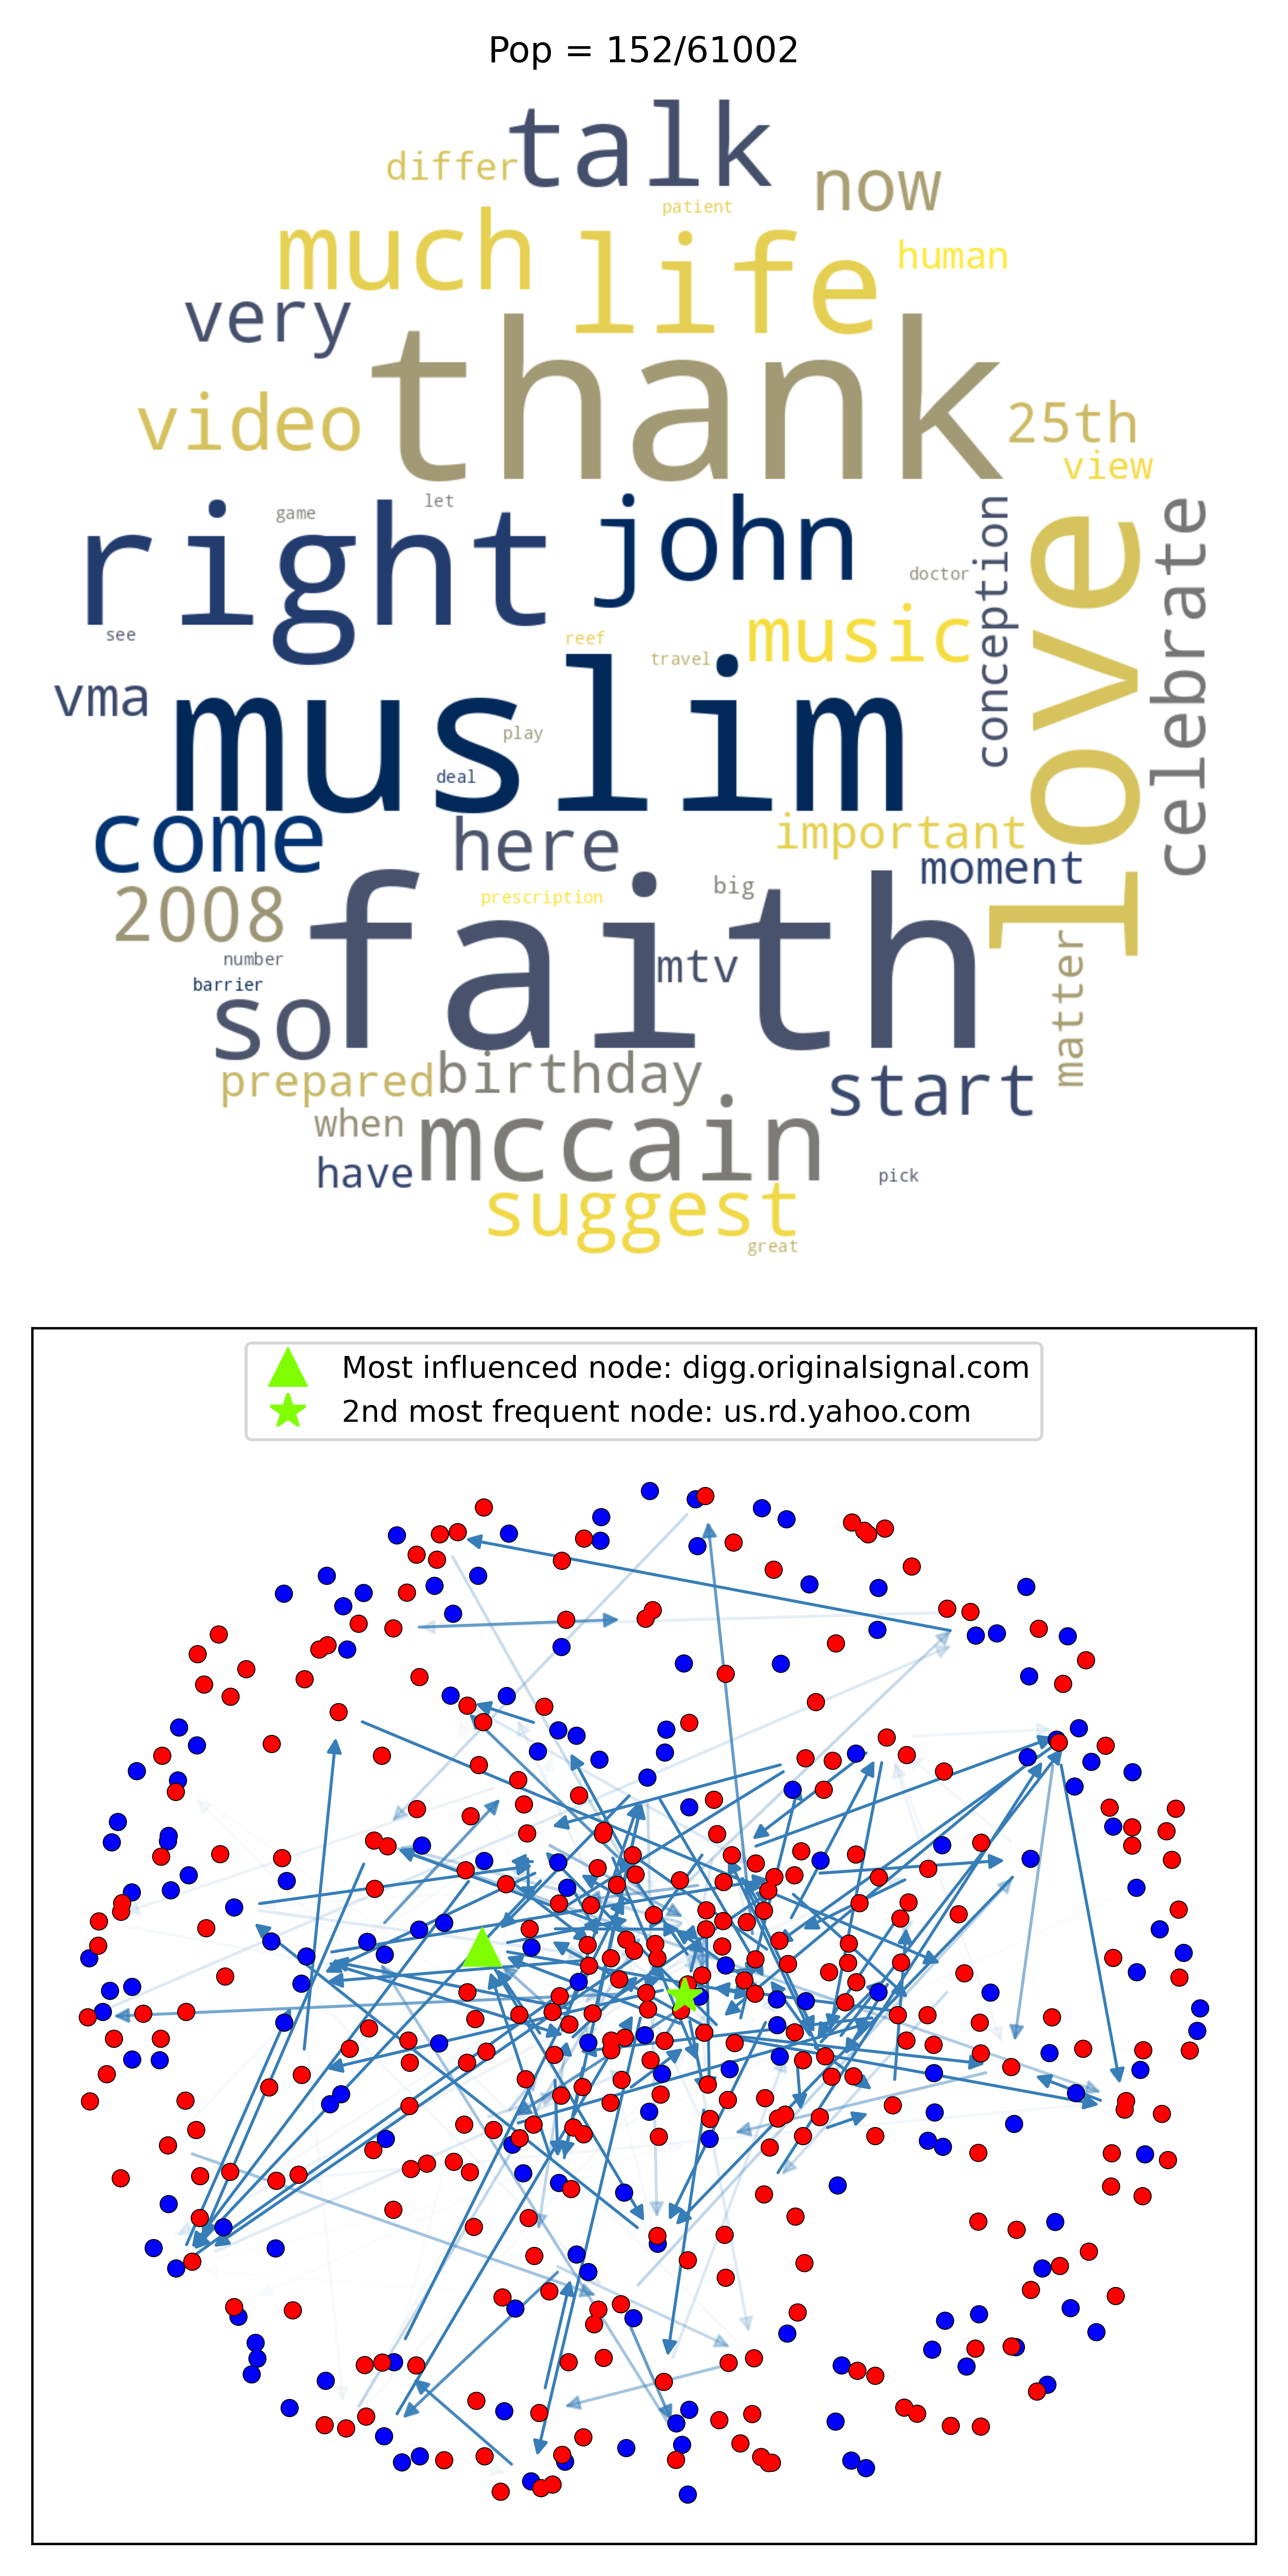 Pop = 152/61002
talk
differ
now
patient
much
life
human
very
thank
video
25th
view
right
john
game
let
conception
love
celebrate
doctor
see
reef
music
travel
vma
muslim
play
deal
come
here
important
moment
2008
faith
big
prescription
number
mtv
matter
barrier
so
prepared
birthday
start
when
mccain
have
pick
suggest
great
Most influenced node: digg.originalsignal.com
2nd most frequent node: us.rd.yahoo.com